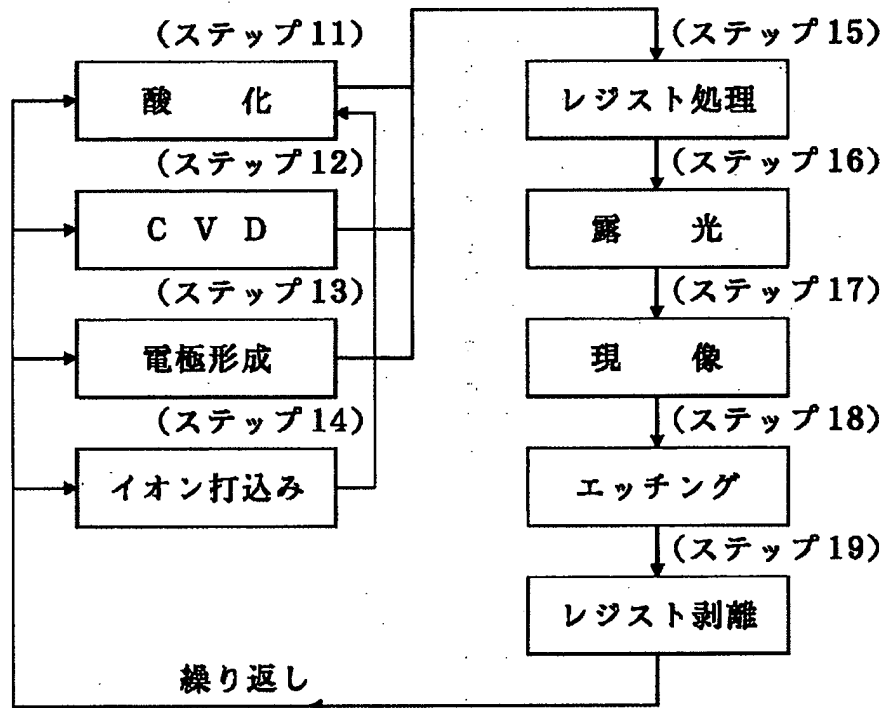 (ステップ11)
酸 化
(ステップ12)
C V D
(ステップ13)
電極形成
(ステップ14)
イオン打込み
(ステップ15)
レジスト処理
(ステップ16)
露 光
(ステップ17)
現 像
(ステップ18)
エッチング
(ステップ19)
レジスト剥離
繰り返し